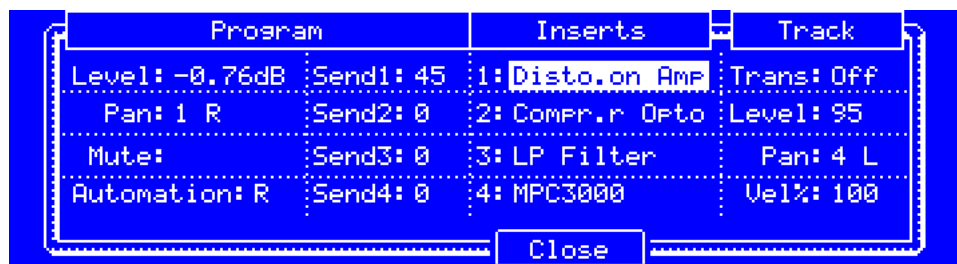 Program Inserts Track
Level: -0.76dB Send1: 45 1: Disto.on Amp Trans: Off
Pan: 1 R Send2: 0 2: Compr.r Opto Level: 95
Mute: Send3: 0 3: LP Filter Pan: 4 L
Automation: R Send4: 0 4: MPC3000 Vel%: 100
Close